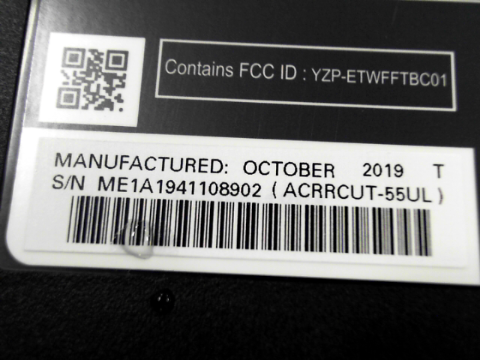 Contains FCC ID : YZP-ETWFFTBC01
MANUFACTURED: OCTOBER 2019 T
S/N ME1A1941108902 (ACRRCUT-55UL)